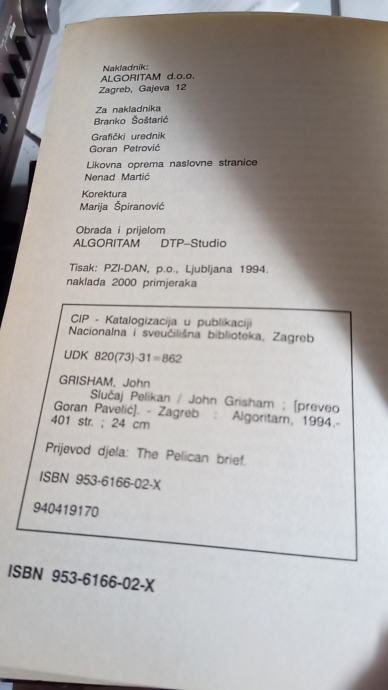 Nakladnik:
ALGORITAM d.o.o.
Zagreb, Gajeva 12
Za nakladnika
Branko Šoštarić
Grafički urednik
Goran Petrović
Likovna oprema naslovne stranice
Nenad Martić
Korektura
Marija Špiranović
Obrada i prijelom
ALGORITAM DTP–Studio
Tisak: PZI-DAN, p.o., Ljubljana 1994.
naklada 2000 primjeraka
CIP - Katalogizacija u publikaciji
Nacionalna i sveučilišna biblioteka, Zagreb
UDK 820(73)-31=862
GRISHAM, John
Slučaj Pelikan / John Grisham ; [preveo
Goran Pavelić]. - Zagreb : Algoritam, 1994.-
401 str. ; 24 cm
Prijevod djela: The Pelican brief.
ISBN 953-6166-02-X
940419170
ISBN 953-6166-02-X